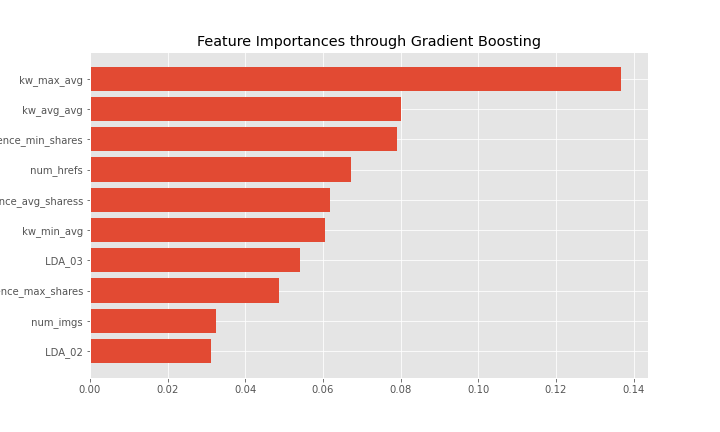 Feature Importances through Gradient Boosting
kw_max_avg
kw_avg_avg
ence_min_shares
num_hrefs
nce_avg_sharess
kw_min_avg
LDA_03
ence_max_shares
num_imgs
LDA_02
0.00 0.02 0.04 0.06 0.08 0.10 0.12 0.14